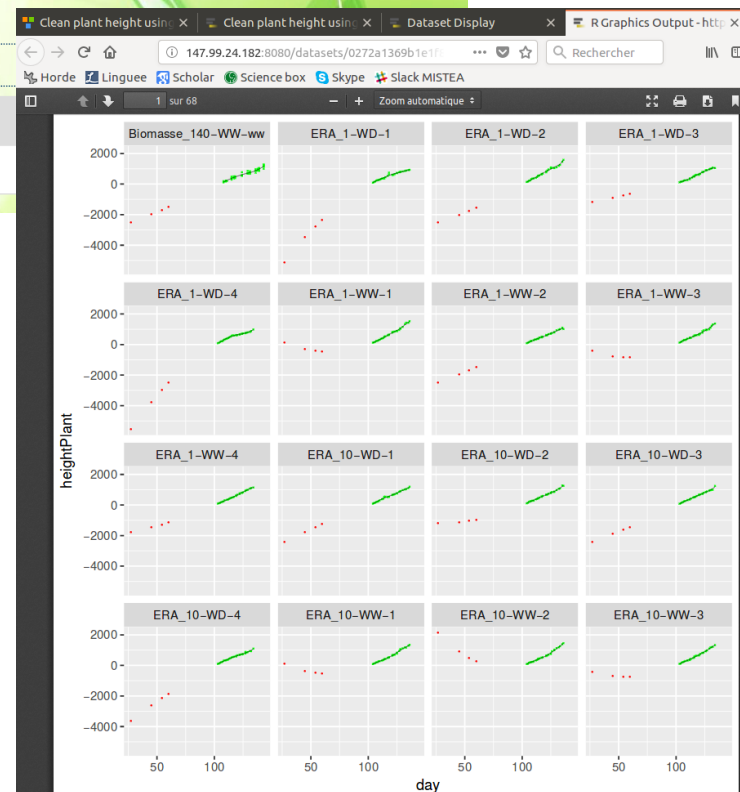 Clean plant height using × Clean plant height using × Dataset Display × R Graphics Output - http ×
147.99.24.182:8080/datasets/0272a1369b1e1f Rechercher
Horde Linguee Scholar Science box Skype Slack MISTEA
1 sur 68 − + Zoom automatique
Biomasse_140-WW-ww ERA_1-WD-1 ERA_1-WD-2 ERA_1-WD-3
2000
0
−2000
−4000
ERA_1-WD-4 ERA_1-WW-1 ERA_1-WW-2 ERA_1-WW-3
2000
0
−2000
−4000
heightPlant
ERA_1-WW-4 ERA_10-WD-1 ERA_10-WD-2 ERA_10-WD-3
2000
0
−2000
−4000
ERA_10-WD-4 ERA_10-WW-1 ERA_10-WW-2 ERA_10-WW-3
2000
0
−2000
−4000
50 100 50 100 50 100 50 100
day